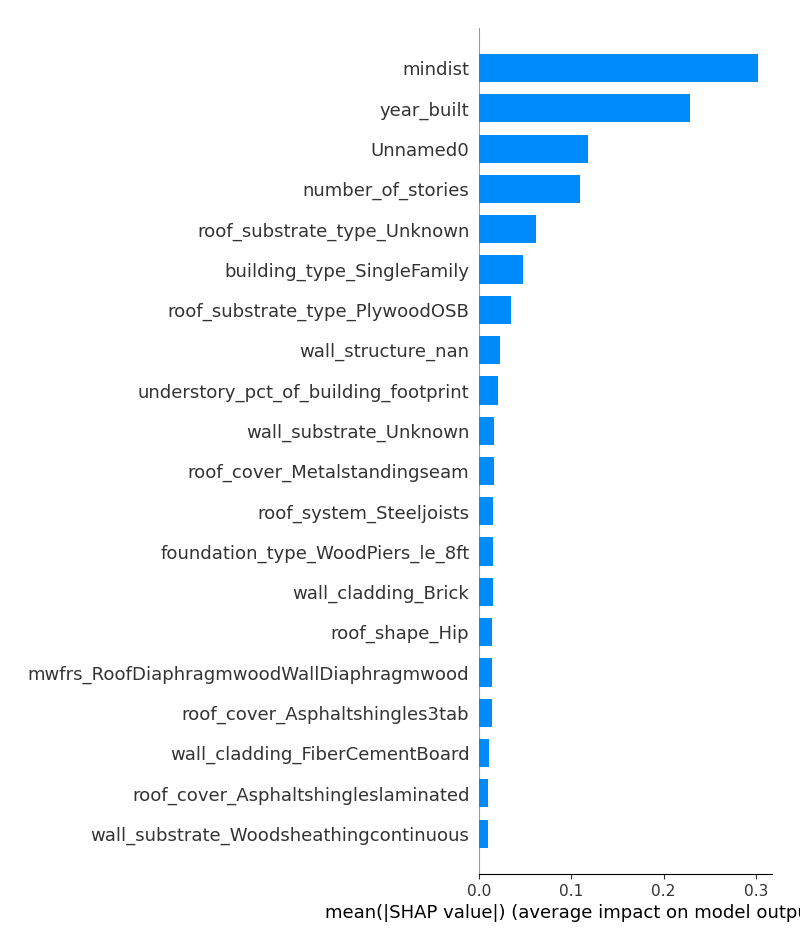 mindist
year_built
Unnamed0
number_of_stories
roof_substrate_type_Unknown
building_type_SingleFamily
roof_substrate_type_PlywoodOSB
wall_structure_nan
understory_pct_of_building_footprint
wall_substrate_Unknown
roof_cover_Metalstandingseam
roof_system_Steeljoists
foundation_type_WoodPiers_le_8ft
wall_cladding_Brick
roof_shape_Hip
mwfrs_RoofDiaphragmwoodWallDiaphragmwood
roof_cover_Asphaltshingles3tab
wall_cladding_FiberCementBoard
roof_cover_Asphaltshingleslaminated
wall_substrate_Woodsheathingcontinuous
0.0 0.1 0.2 0.3
mean(|SHAP value|) (average impact on model outpu